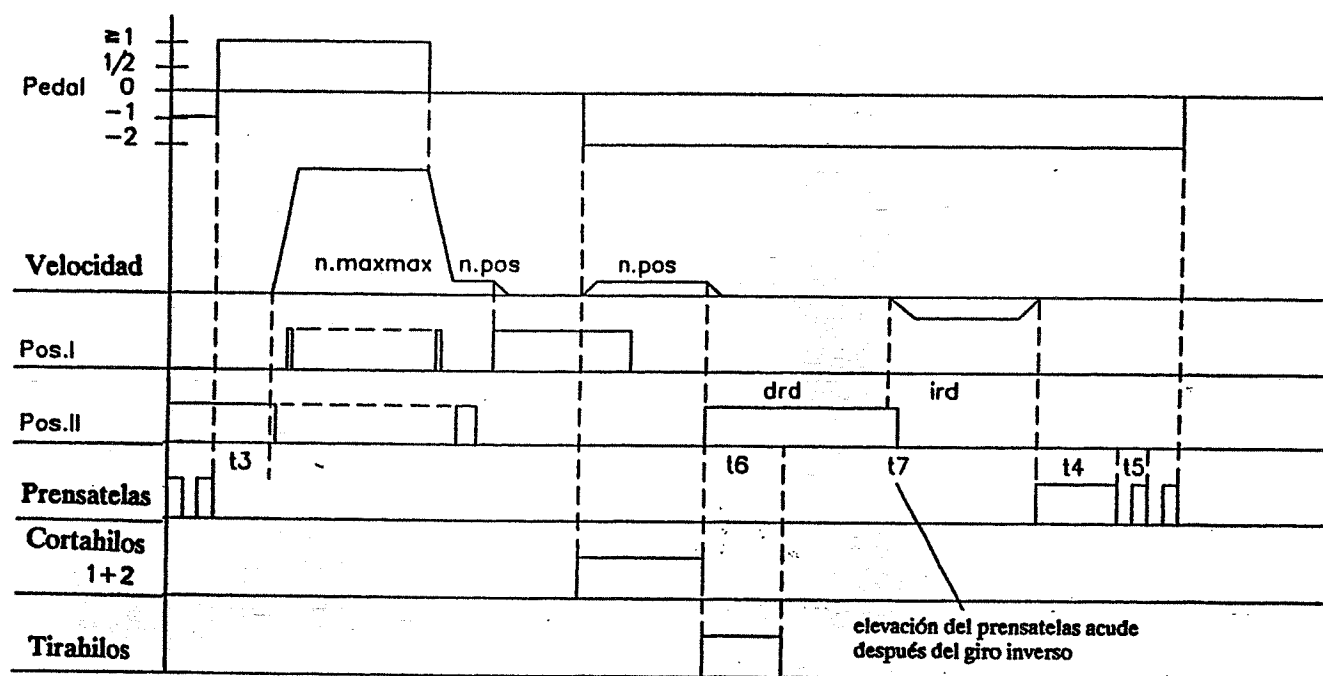 ≅1
1/2
Pedal 0
-1
-2
n.maxmax n.pos n.pos
Velocidad
Pos.I
drd ird
Pos.II
t3 t6 t7 t4 t5
Prensatelas
Cortahilos
1+2
elevación del prensatelas acude
después del giro inverso
Tirahilos